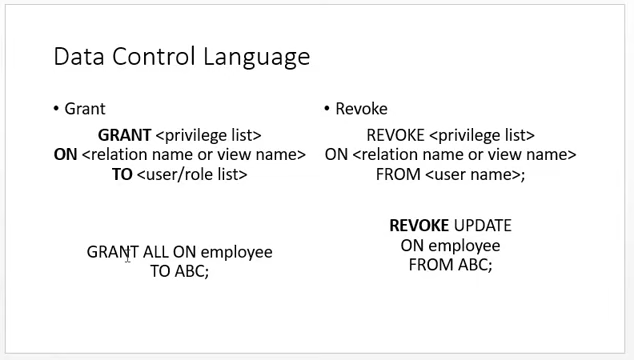 Data Control Language
• Grant
GRANT <privilege list>
ON <relation name or view name>
TO <user/role list>
GRANT ALL ON employee
TO ABC;
• Revoke
REVOKE <privilege list>
ON <relation name or view name>
FROM <user name>;
REVOKE UPDATE
ON employee
FROM ABC;